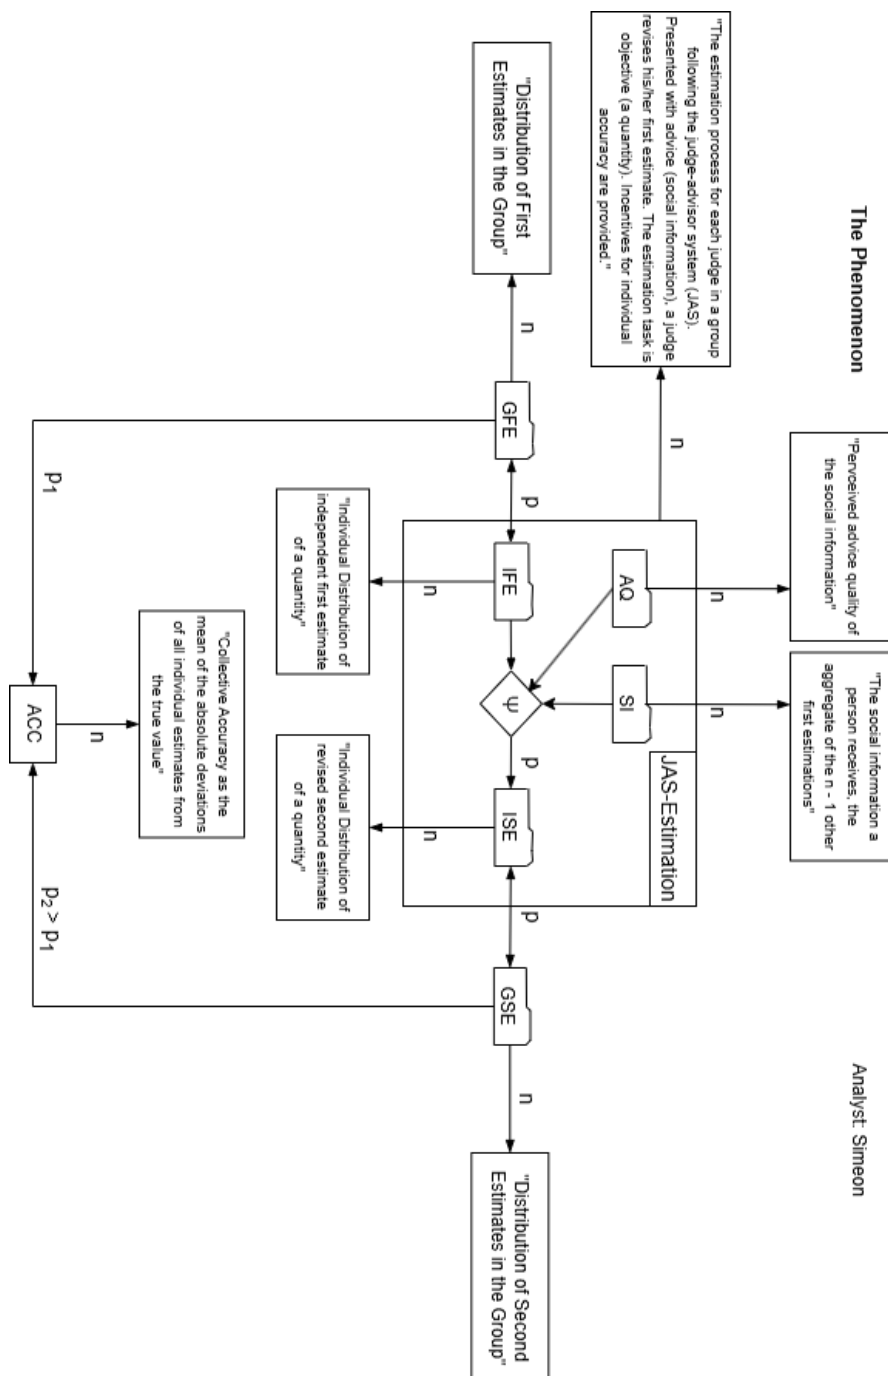 The Phenomenon
Analyst: Simeon
"The estimation process for each judge in a group
following the judge-advisor system (JAS).
Presented with advice (social information), a judge
revises his/her first estimate. The estimation task is
objective (a quantity). Incentives for individual
accuracy are provided."
"Pervceived advice quality of
the social information"
"The social information a
person receives, the
aggregate of the n - 1 other
first estimations"
n
n
n
JAS-Estimation
AQ
SI
"Distribution of First
Estimates in the Group"
n
GFE
p
IFE
Ψ
p
ISE
p
GSE
n
"Distribution of Second
Estimates in the Group"
n
n
"Individual Distribution of
independent first estimate
of a quantity"
"Individual Distribution of
revised second estimate
of a quantity"
"Collective Accuracy as the
mean of the absolute deviations
of all individual estimates from
the true value"
n
p1
ACC
p2 > p1